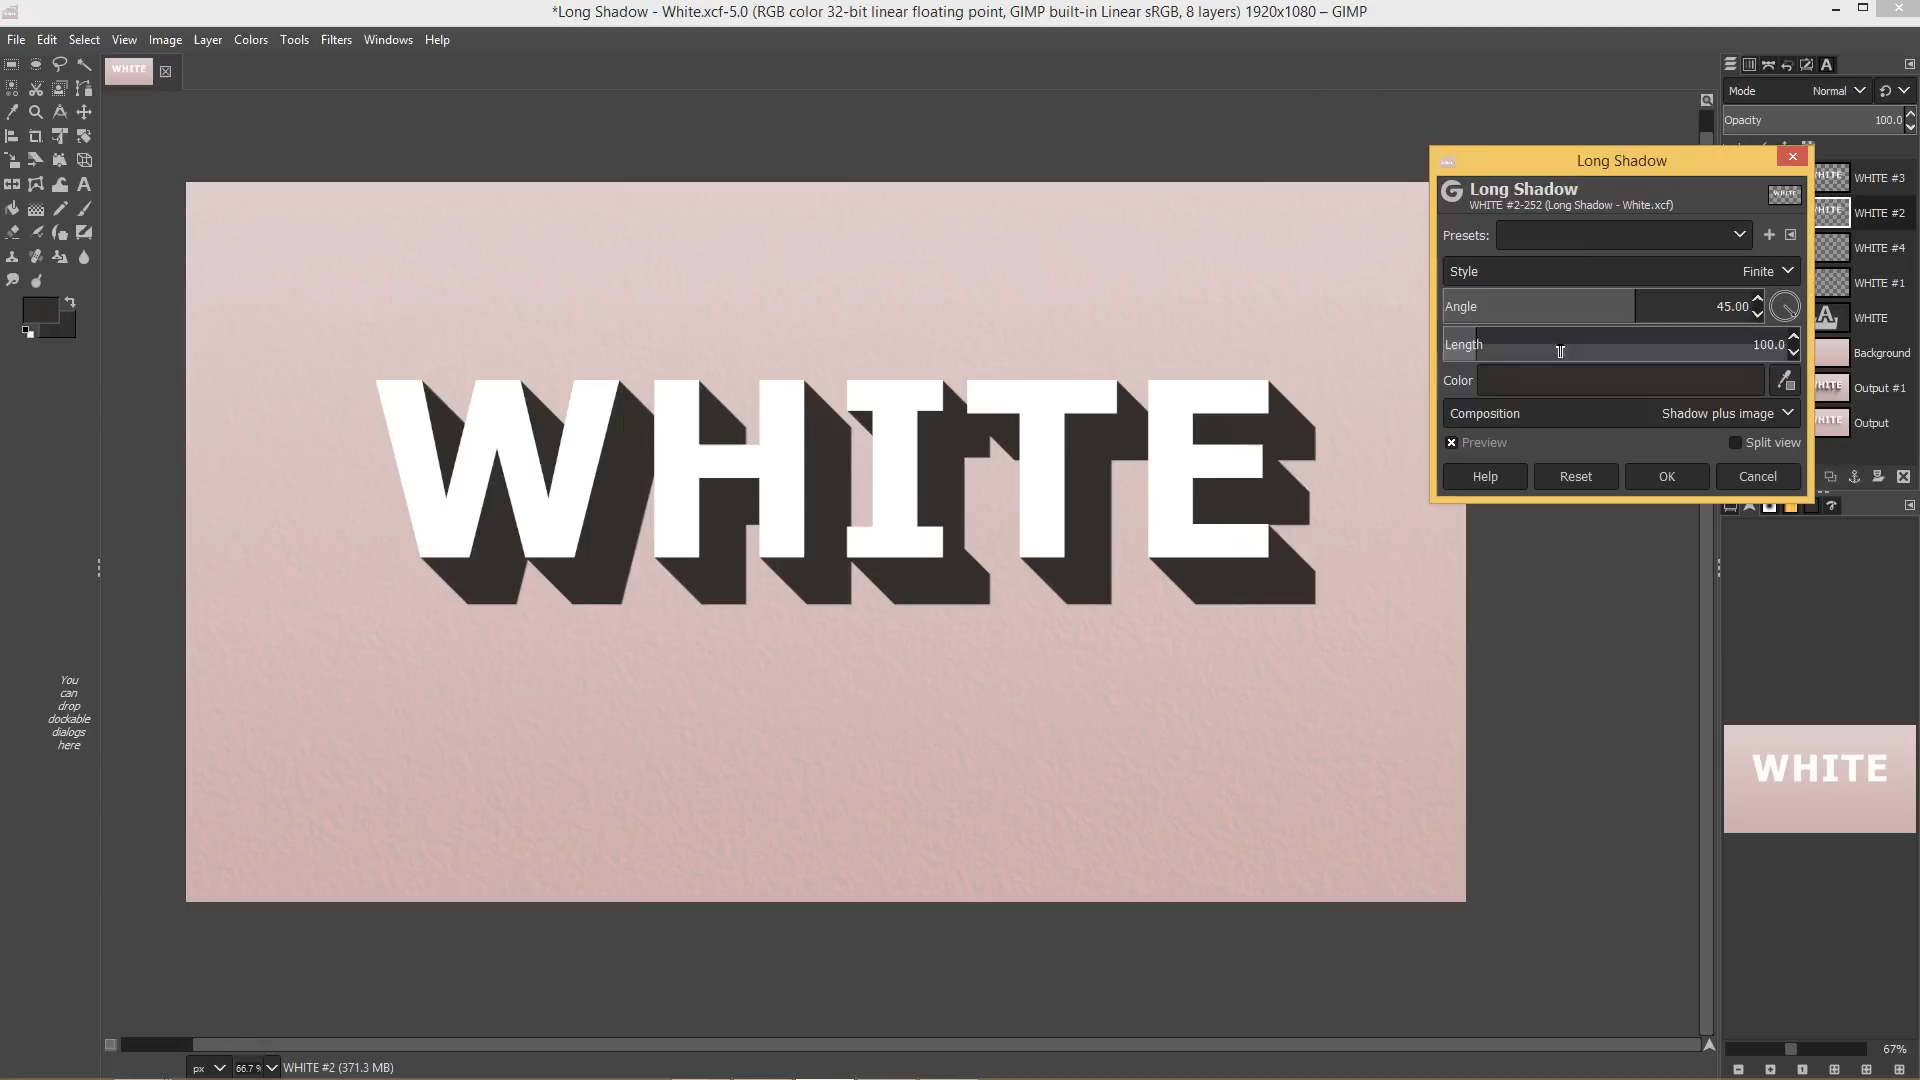 *Long Shadow - White.xcf-5.0 (RGB color 32-bit linear floating point, GIMP built-in Linear sRGB, 8 layers) 1920x1080 – GIMP
File Edit Select View Image Layer Colors Tools Filters Windows Help
WHITE
Mode Normal
Opacity 100.0
Long Shadow
Long Shadow
WHITE #2-252 (Long Shadow - White.xcf)
Presets:
Style Finite
Angle 45.00
Length 100.0
Color
Composition Shadow plus image
Preview Split view
Help Reset OK Cancel
WHITE #3
WHITE #2
WHITE #4
WHITE #1
WHITE
Background
Output #1
Output
WHITE
You
can
drop
dockable
dialogs
here
WHITE
67%
px 66.7 % WHITE #2 (371.3 MB)